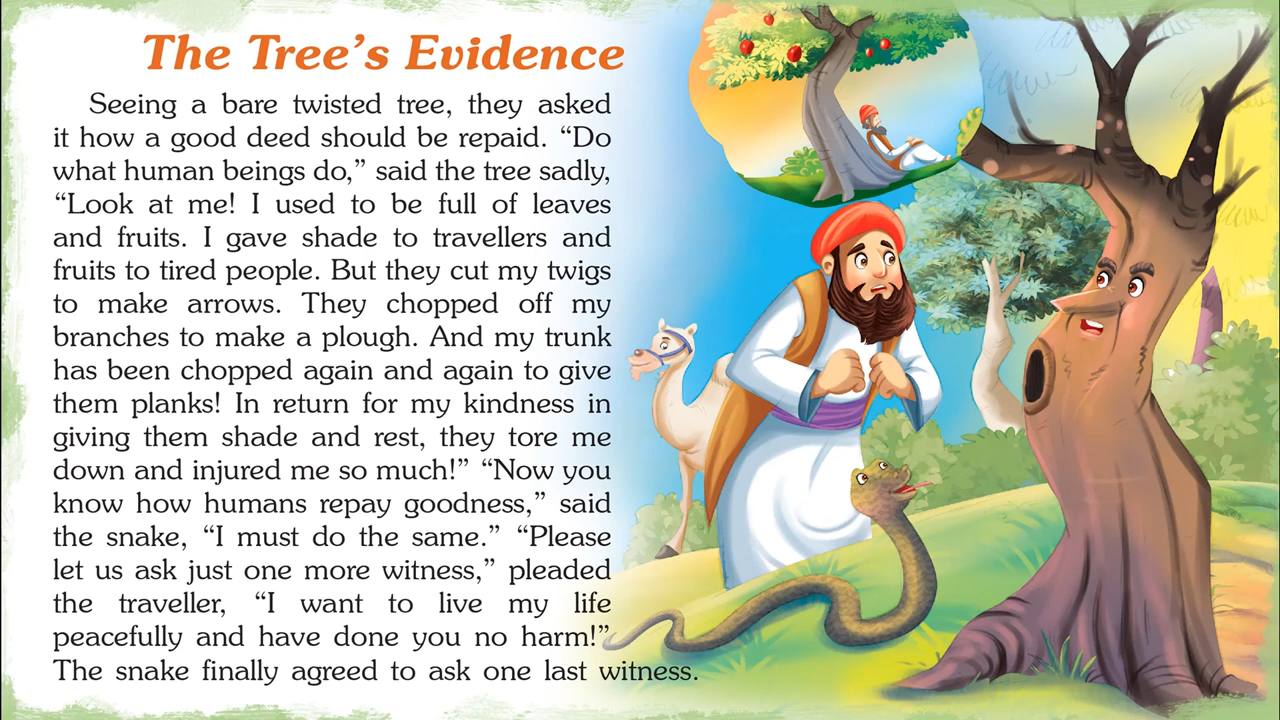 The Tree’s Evidence
Seeing a bare twisted tree, they asked
it how a good deed should be repaid. “Do
what human beings do,” said the tree sadly,
“Look at me! I used to be full of leaves
and fruits. I gave shade to travellers and
fruits to tired people. But they cut my twigs
to make arrows. They chopped off my
branches to make a plough. And my trunk
has been chopped again and again to give
them planks! In return for my kindness in
giving them shade and rest, they tore me
down and injured me so much!” “Now you
know how humans repay goodness,” said
the snake, “I must do the same.” “Please
let us ask just one more witness,” pleaded
the traveller, “I want to live my life
peacefully and have done you no harm!”
The snake finally agreed to ask one last witness.